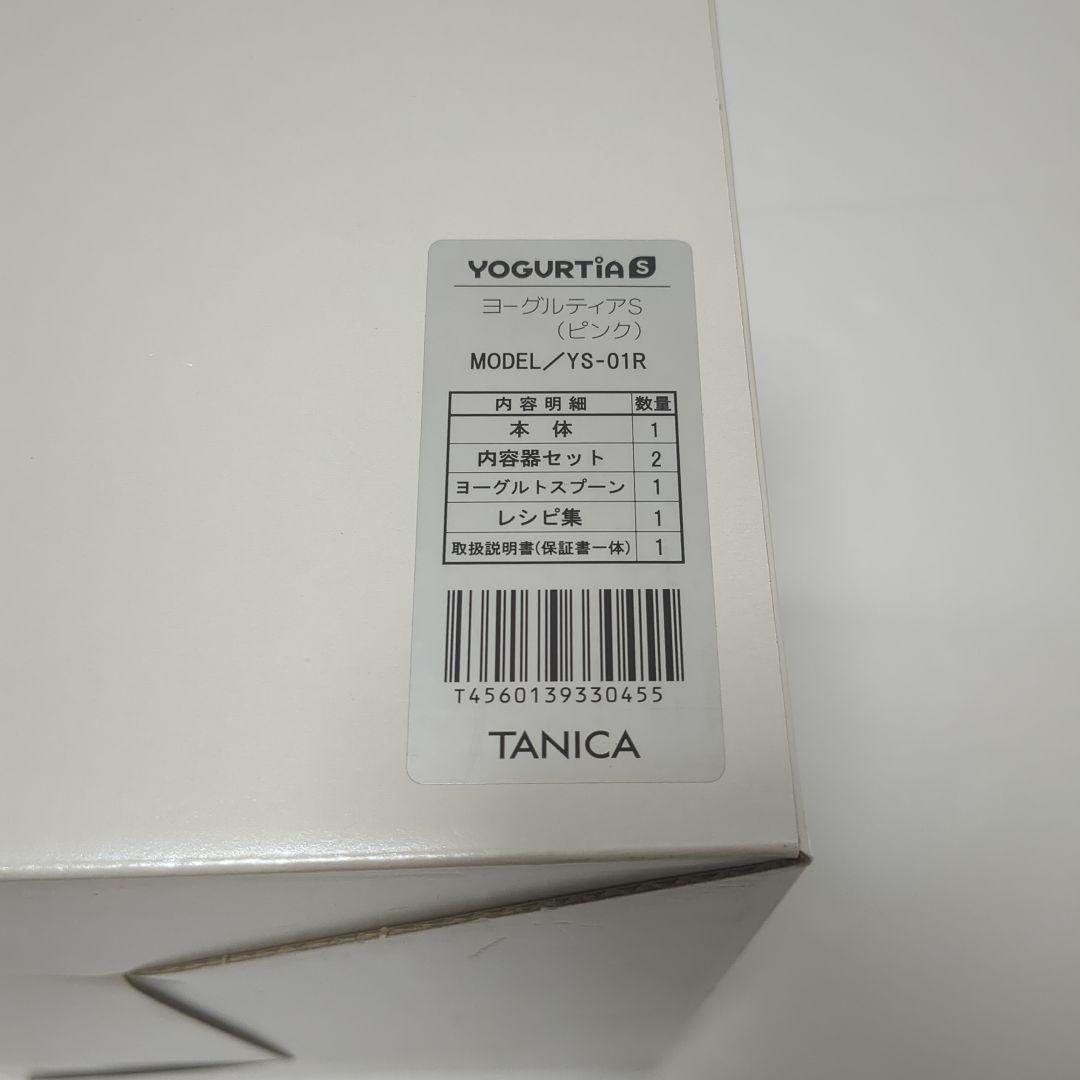 YOGURTiA S
ヨーグルティアS
(ピンク)
MODEL／YS-01R
内容明細 数量
本体 1
内容器セット 2
ヨーグルトスプーン 1
レシピ集 1
取扱説明書(保証書一体) 1
T4560139330455
TANICA